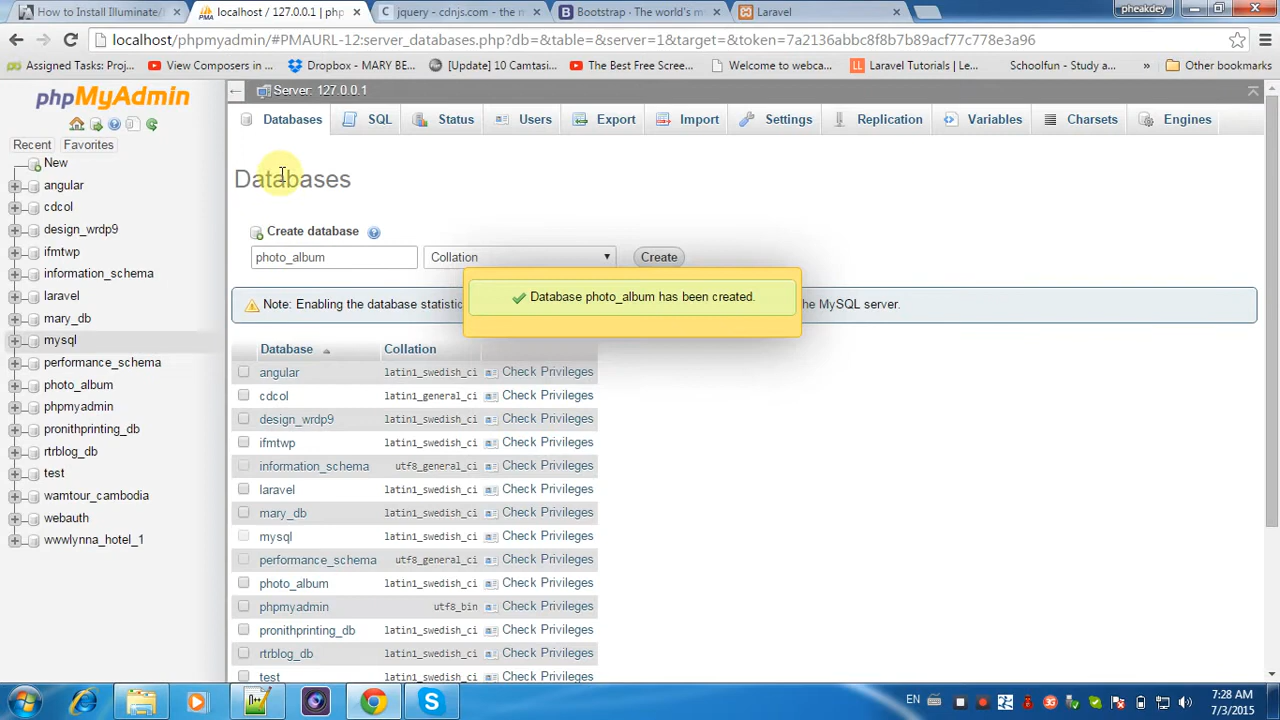 How to Install Illuminate/
localhost / 127.0.0.1 | php
jquery - cdnjs.com - the m
Bootstrap · The world's m
Laravel
pheakdey
localhost/phpmyadmin/#PMAURL-12:server_databases.php?db=&table=&server=1&target=&token=7a2136abbc8f8b7b89acf77c778e3a96
Assigned Tasks: Proj...
View Composers in ...
Dropbox - MARY BE...
[Update] 10 Camtasi...
The Best Free Scree...
Welcome to webca...
Laravel Tutorials | Le...
Schoolfun - Study a...
»
Other bookmarks
phpMyAdmin
Server: 127.0.0.1
Databases
SQL
Status
Users
Export
Import
Settings
Replication
Variables
Charsets
Engines
Recent
Favorites
New
angular
cdcol
design_wrdp9
ifmtwp
information_schema
laravel
mary_db
mysql
performance_schema
photo_album
phpmyadmin
pronithprinting_db
rtrblog_db
test
wamtour_cambodia
webauth
wwwlynna_hotel_1
Databases
Create database
photo_album
Collation
Create
Database photo_album has been created.
Note: Enabling the database statistic
he MySQL server.
Database Collation
angular latin1_swedish_ci Check Privileges
cdcol latin1_general_ci Check Privileges
design_wrdp9 latin1_swedish_ci Check Privileges
ifmtwp latin1_swedish_ci Check Privileges
information_schema utf8_general_ci Check Privileges
laravel latin1_swedish_ci Check Privileges
mary_db latin1_swedish_ci Check Privileges
mysql latin1_swedish_ci Check Privileges
performance_schema utf8_general_ci Check Privileges
photo_album latin1_swedish_ci Check Privileges
phpmyadmin utf8_bin Check Privileges
pronithprinting_db latin1_swedish_ci Check Privileges
rtrblog_db latin1_swedish_ci Check Privileges
test latin1_swedish_ci Check Privileges
EN
7:28 AM
7/3/2015